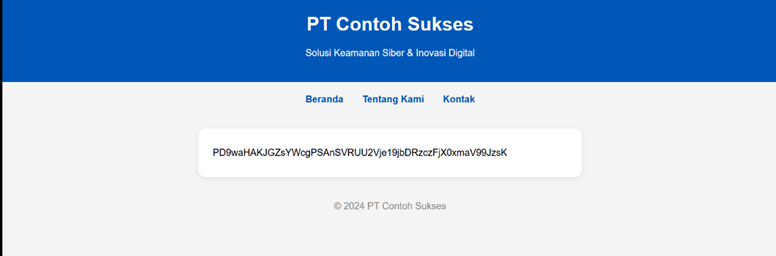 PT Contoh Sukses
Solusi Keamanan Siber & Inovasi Digital
Beranda Tentang Kami Kontak
PD9waHAKJGZsYWcgPSAnSVRUU2Vje19jbDRzczFjX0xmaV99JzsK
© 2024 PT Contoh Sukses